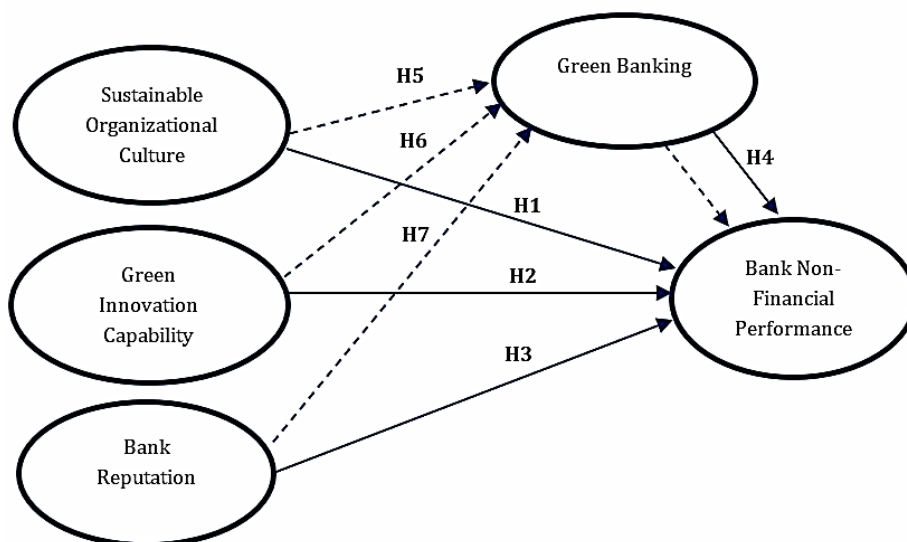 Sustainable
Organizational
Culture
Green
Innovation
Capability
Bank
Reputation
Green Banking
Bank Non-
Financial
Performance
H5
H6
H1
H7
H2
H3
H4